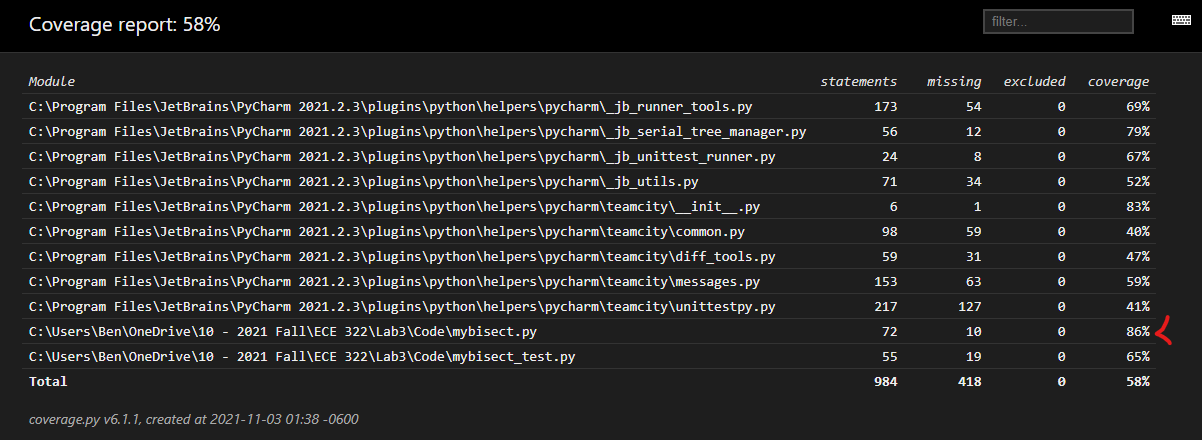 Coverage report: 58%
filter...
Module statements missing excluded coverage
C:\Program Files\JetBrains\PyCharm 2021.2.3\plugins\python\helpers\pycharm\_jb_runner_tools.py 173 54 0 69%
C:\Program Files\JetBrains\PyCharm 2021.2.3\plugins\python\helpers\pycharm\_jb_serial_tree_manager.py 56 12 0 79%
C:\Program Files\JetBrains\PyCharm 2021.2.3\plugins\python\helpers\pycharm\_jb_unittest_runner.py 24 8 0 67%
C:\Program Files\JetBrains\PyCharm 2021.2.3\plugins\python\helpers\pycharm\_jb_utils.py 71 34 0 52%
C:\Program Files\JetBrains\PyCharm 2021.2.3\plugins\python\helpers\pycharm\teamcity\__init__.py 6 1 0 83%
C:\Program Files\JetBrains\PyCharm 2021.2.3\plugins\python\helpers\pycharm\teamcity\common.py 98 59 0 40%
C:\Program Files\JetBrains\PyCharm 2021.2.3\plugins\python\helpers\pycharm\teamcity\diff_tools.py 59 31 0 47%
C:\Program Files\JetBrains\PyCharm 2021.2.3\plugins\python\helpers\pycharm\teamcity\messages.py 153 63 0 59%
C:\Program Files\JetBrains\PyCharm 2021.2.3\plugins\python\helpers\pycharm\teamcity\unittestpy.py 217 127 0 41%
C:\Users\Ben\OneDrive\10 - 2021 Fall\ECE 322\Lab3\Code\mybisect.py 72 10 0 86%
C:\Users\Ben\OneDrive\10 - 2021 Fall\ECE 322\Lab3\Code\mybisect_test.py 55 19 0 65%
Total 984 418 0 58%
coverage.py v6.1.1, created at 2021-11-03 01:38 -0600